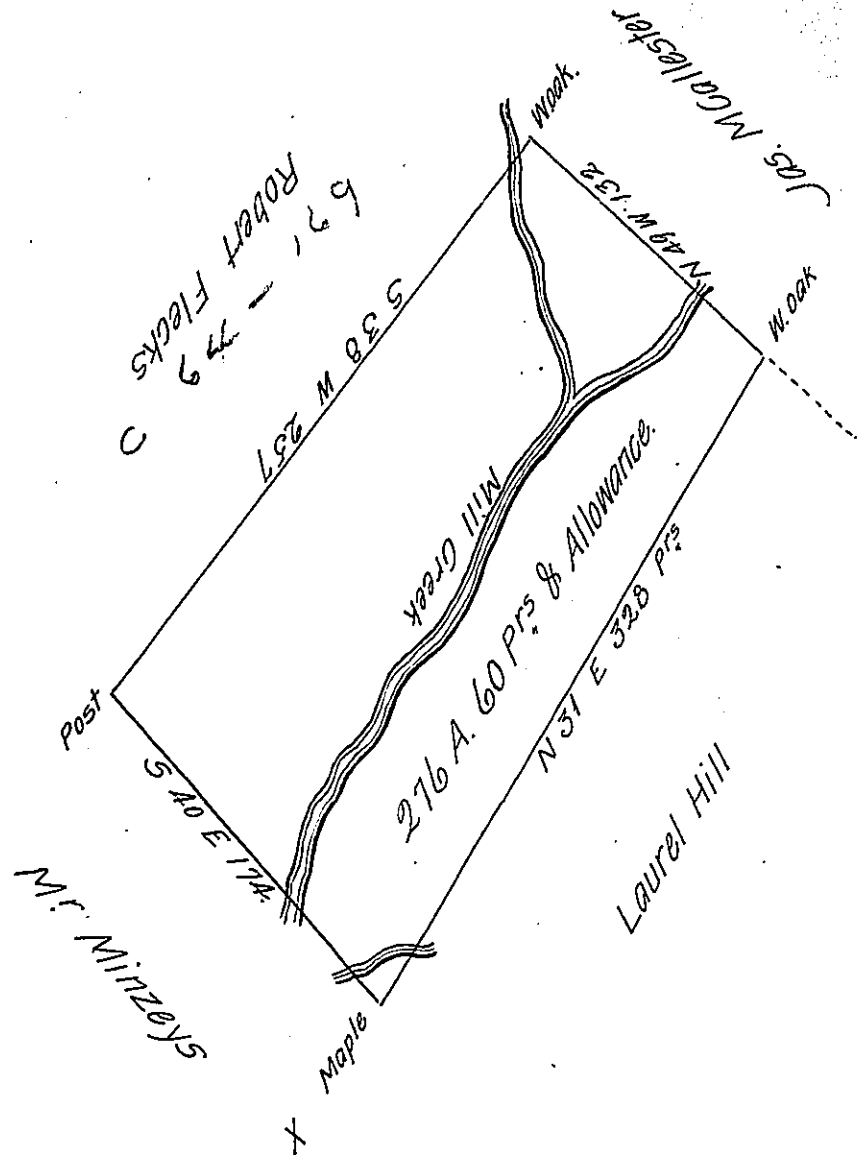 Jas. McCallester
W.oak.
N 49 W. 132
W.oak
Robert Flecks
S 38 W 257
Mill Creek
276 A. 60 Prs & Allowance.
N 31 E 328 prs
Laurel Hill
Post
S 40 E 174.
Mr. Minzeys
Maple
X
C